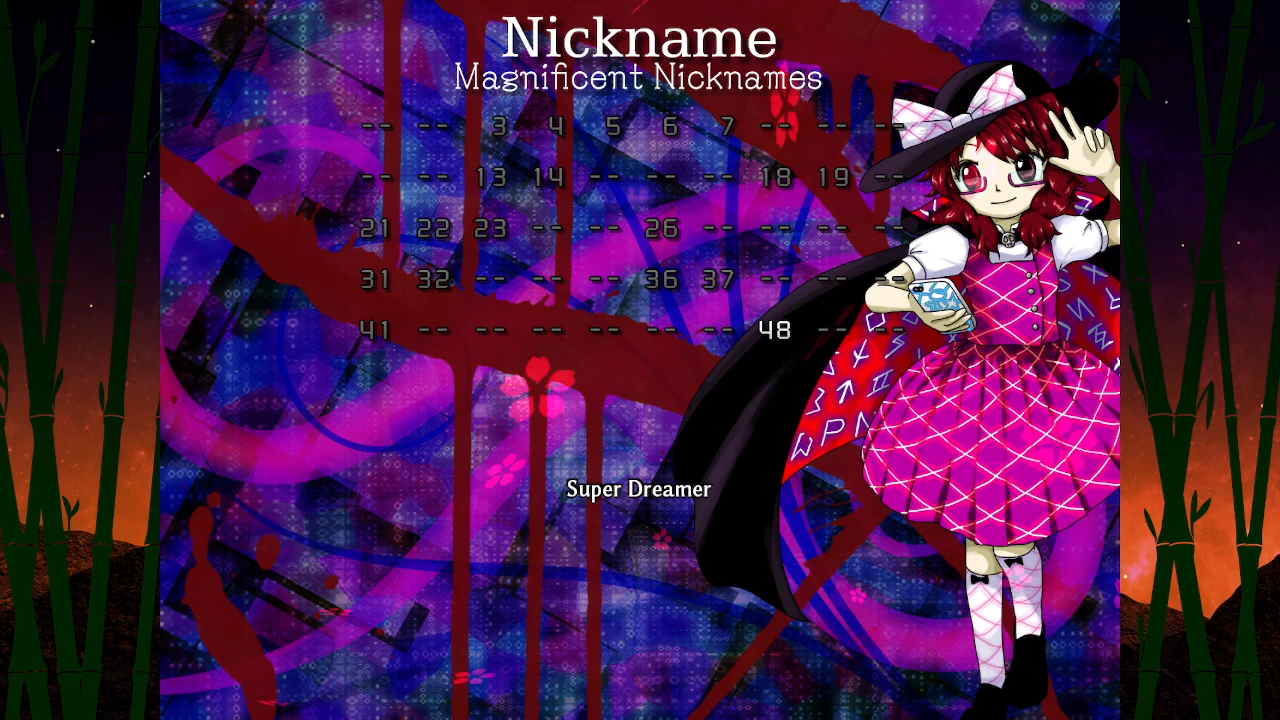 Nickname
Magnificent Nicknames
-- -- 3 4 5 6 7 -- -- --
-- -- 13 14 -- -- -- 18 19 --
21 22 23 -- -- 26 -- -- -- --
31 32 -- -- -- 36 37 -- -- --
41 -- -- -- -- -- -- 48 -- --
Super Dreamer